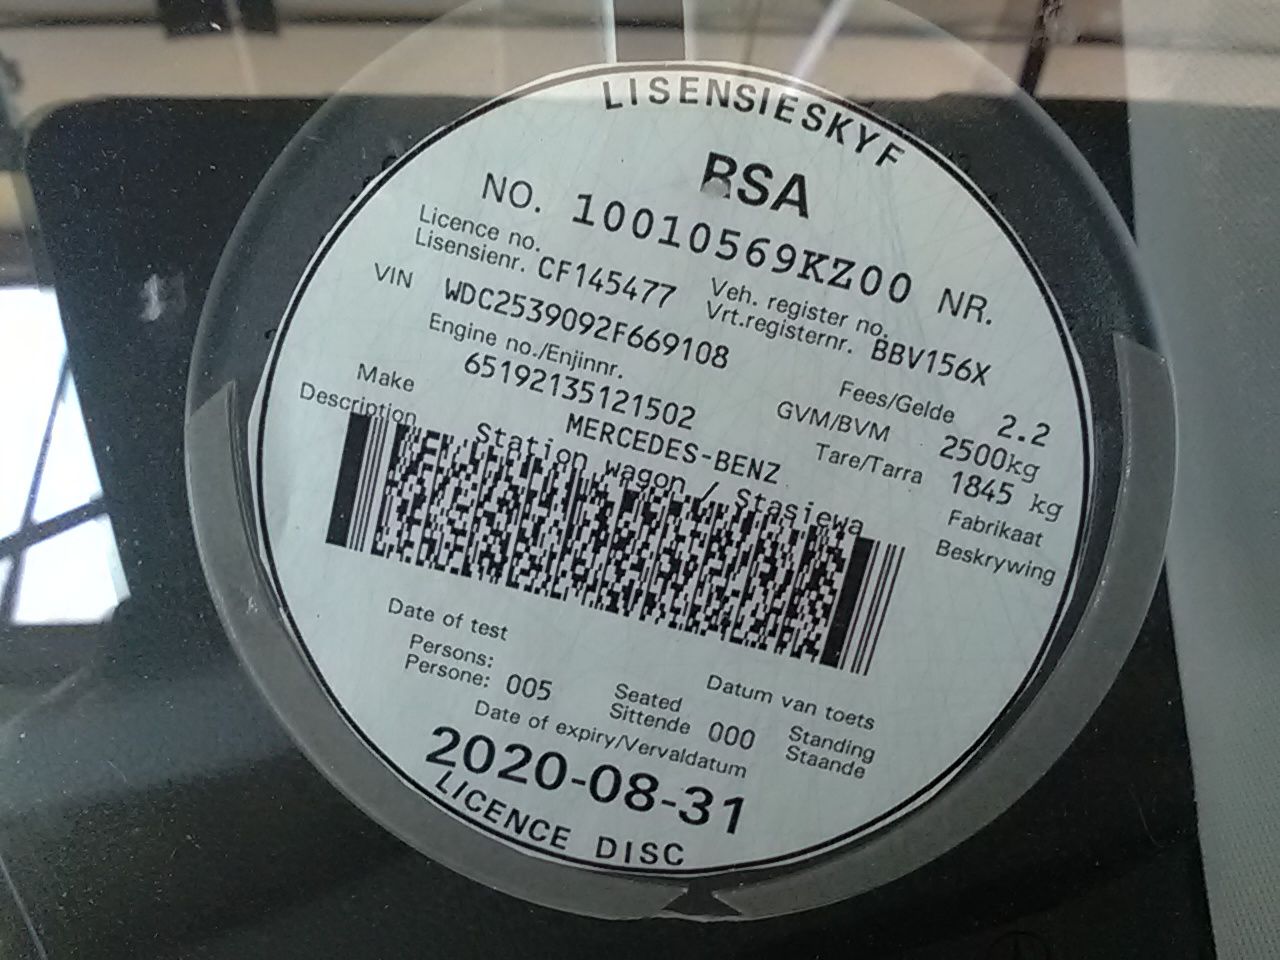 LISENSIESKYF
RSA
NO. 10010569KZ00 NR.
Licence no.
Lisensienr. CF145477
Veh. register no.
Vrt.registernr. BBV156X
VIN WDC2539092F669108
Engine no./Enjinnr.
65192135121502
Fees/Gelde 2.2
GVM/BVM 2500kg
Tare/Tarra 1845 kg
Make MERCEDES-BENZ Fabrikaat
Description Station wagon / Stasiewa Beskrywing
Date of test Datum van toets
Persons:
Persone: 005
Seated
Sittende 000
Standing
Staande
Date of expiry/Vervaldatum
2020-08-31
LICENCE DISC